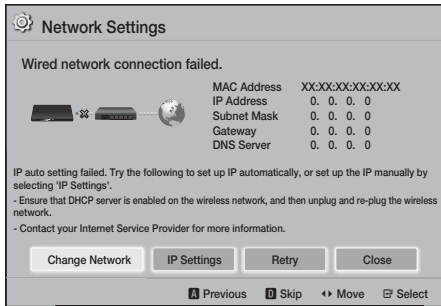 Network Settings
Wired network connection failed.
MAC Address XX:XX:XX:XX:XX:XX
IP Address 0. 0. 0. 0
Subnet Mask 0. 0. 0. 0
Gateway 0. 0. 0. 0
DNS Server 0. 0. 0. 0
IP auto setting failed. Try the following to set up IP automatically, or set up the IP manually by
selecting 'IP Settings'.
- Ensure that DHCP server is enabled on the wireless network, and then unplug and re-plug the wireless
network.
- Contact your Internet Service Provider for more information.
Change Network IP Settings Retry Close
A Previous D Skip Move Select